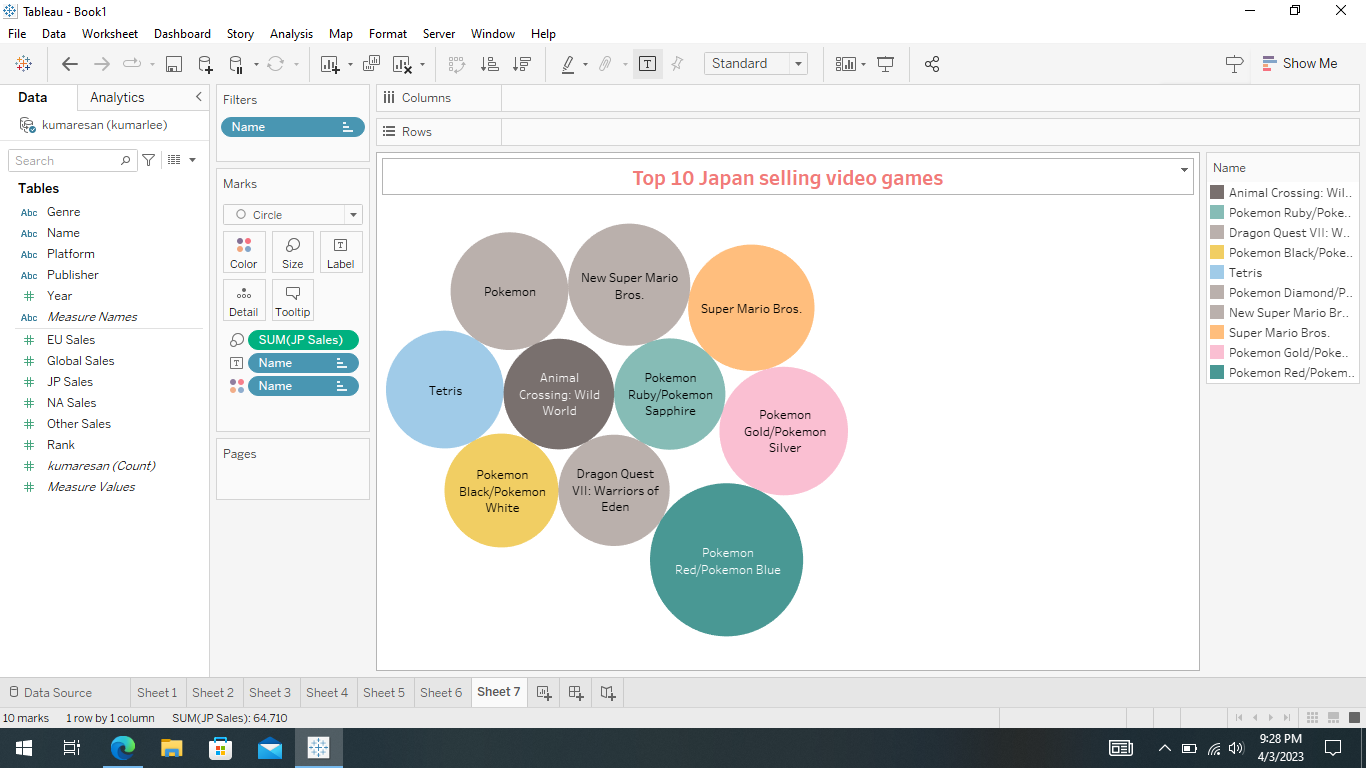 Tableau - Book1
File Data Worksheet Dashboard Story Analysis Map Format Server Window Help
Standard
Show Me
Data
Analytics
kumaresan (kumarlee)
Search
Tables
Abc Genre
Abc Name
Abc Platform
Abc Publisher
# Year
Abc Measure Names
# EU Sales
# Global Sales
# JP Sales
# NA Sales
# Other Sales
# Rank
# kumaresan (Count)
# Measure Values
Filters
Name
Marks
Circle
Color
Size
T
Label
Detail
Tooltip
SUM(JP Sales)
T Name
Name
Pages
Columns
Rows
Top 10 Japan selling video games
Pokemon
New Super Mario
Bros.
Super Mario Bros.
Tetris
Animal
Crossing: Wild
World
Pokemon
Ruby/Pokemon
Sapphire
Pokemon
Gold/Pokemon
Silver
Pokemon
Black/Pokemon
White
Dragon Quest
VII: Warriors of
Eden
Pokemon
Red/Pokemon Blue
Name
Animal Crossing: Wil..
Pokemon Ruby/Poke...
Dragon Quest VII: W..
Pokemon Black/Poke..
Tetris
Pokemon Diamond/P...
New Super Mario Br...
Super Mario Bros.
Pokemon Gold/Poke...
Pokemon Red/Pokem..
Data Source
Sheet 1
Sheet 2
Sheet 3
Sheet 4
Sheet 5
Sheet 6
Sheet 7
10 marks 1 row by 1 column SUM(JP Sales): 64.710
9:28 PM
4/3/2023